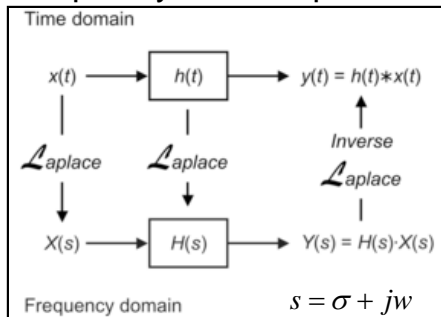 Time domain
x(t) h(t) y(t) = h(t)∗x(t)
Inverse
Laplace Laplace Laplace
X(s) H(s) Y(s) = H(s)·X(s)
Frequency domain s = σ + jw